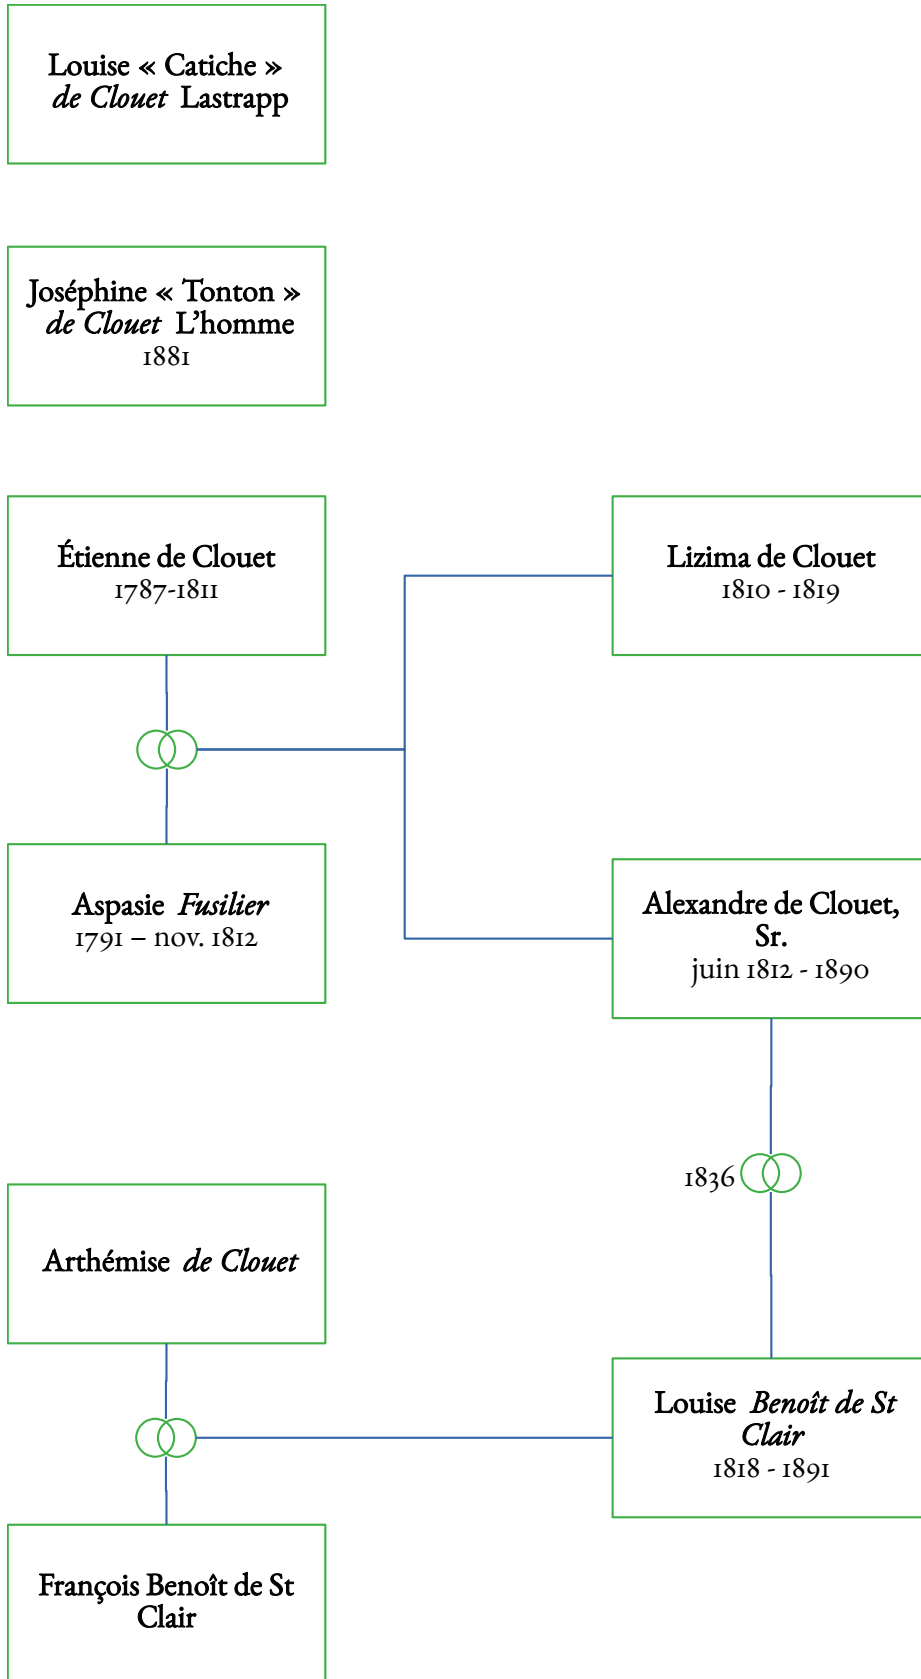 Louise « Catiche »
de Clouet Lastrapp
Joséphine « Tonton »
de Clouet L'homme
1881
Étienne de Clouet
1787-1811
Lizima de Clouet
1810 - 1819
Aspasie Fusilier
1791 – nov. 1812
Alexandre de Clouet,
Sr.
juin 1812 - 1890
1836
Arthémise de Clouet
Louise Benoît de St
Clair
1818 - 1891
François Benoît de St
Clair